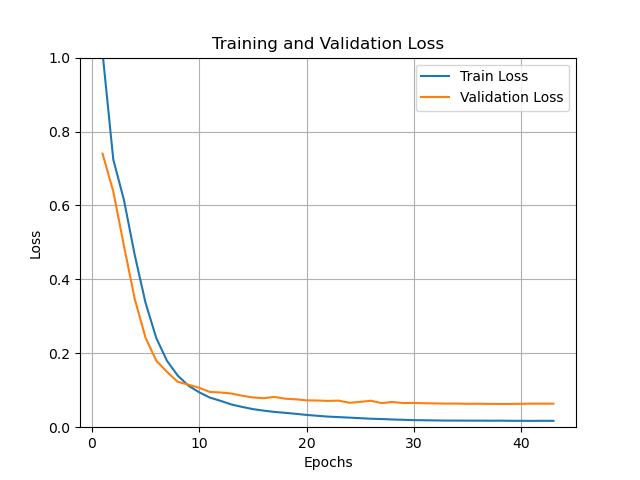 Training and Validation Loss
Train Loss
Validation Loss
1.0
0.8
0.6
0.4
0.2
0.0
Loss
0 10 20 30 40
Epochs